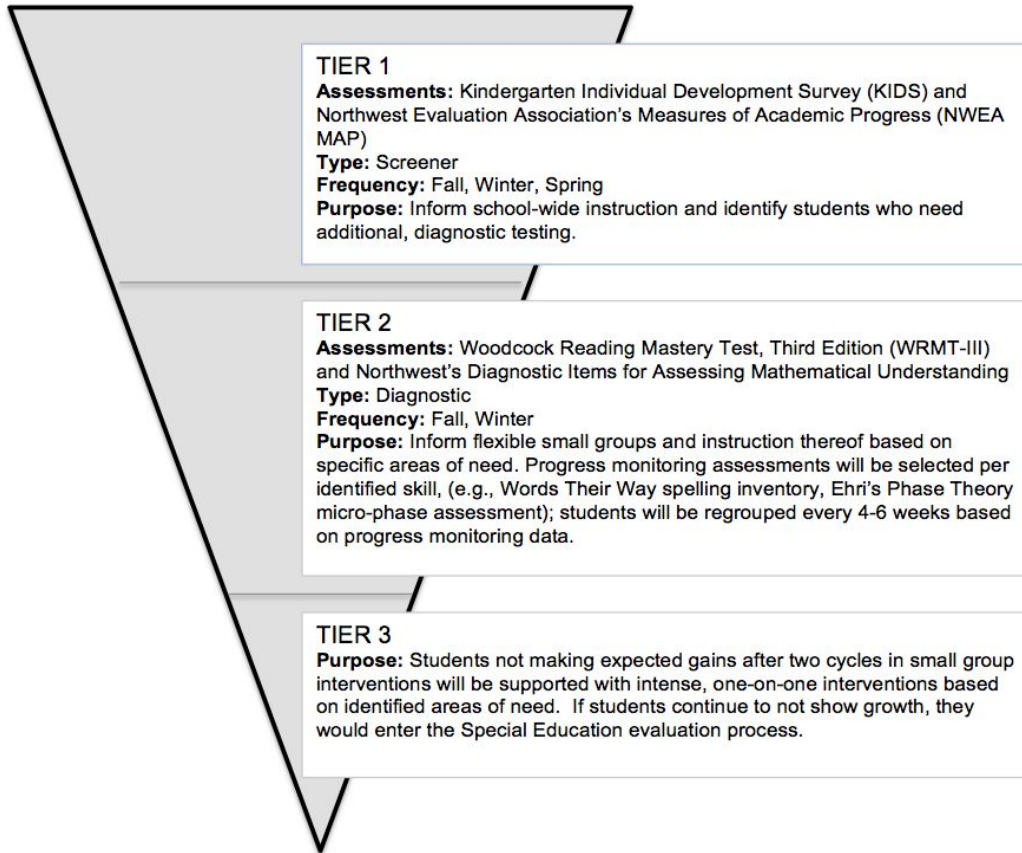 TIER 1
Assessments: Kindergarten Individual Development Survey (KIDS) and
Northwest Evaluation Association's Measures of Academic Progress (NWEA
MAP)
Type: Screener
Frequency: Fall, Winter, Spring
Purpose: Inform school-wide instruction and identify students who need
additional, diagnostic testing.
TIER 2
Assessments: Woodcock Reading Mastery Test, Third Edition (WRMT-III)
and Northwest's Diagnostic Items for Assessing Mathematical Understanding
Type: Diagnostic
Frequency: Fall, Winter
Purpose: Inform flexible small groups and instruction thereof based on
specific areas of need. Progress monitoring assessments will be selected per
identified skill, (e.g., Words Their Way spelling inventory, Ehri's Phase Theory
micro-phase assessment); students will be regrouped every 4-6 weeks based
on progress monitoring data.
TIER 3
Purpose: Students not making expected gains after two cycles in small group
interventions will be supported with intense, one-on-one interventions based
on identified areas of need.  If students continue to not show growth, they
would enter the Special Education evaluation process.